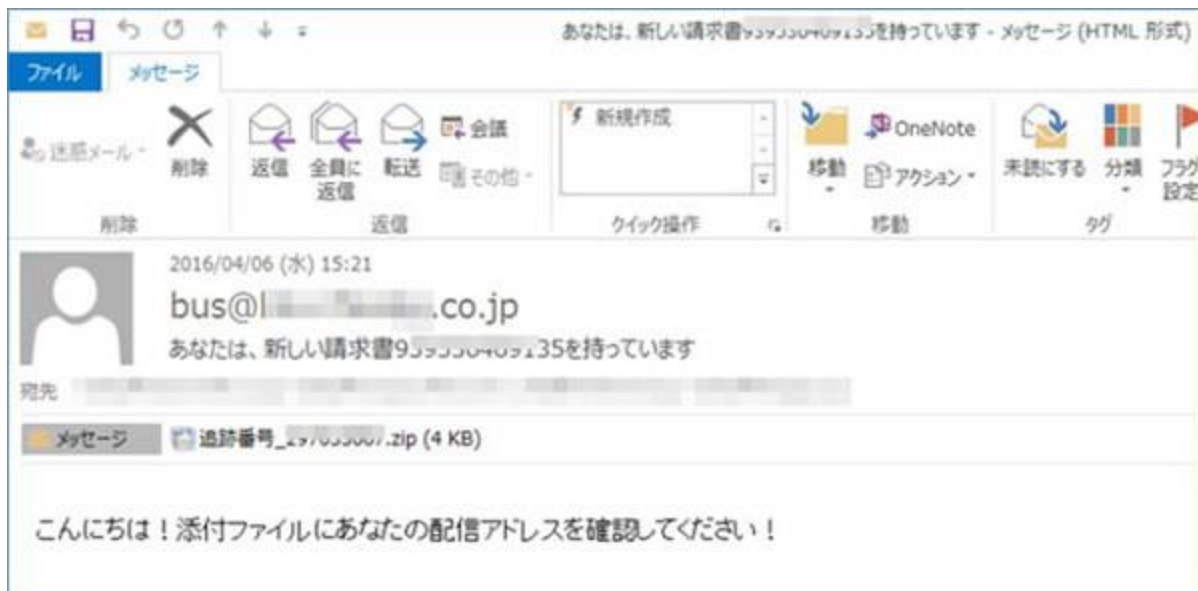 あなたは、新しい請求書を持っています - メッセージ (HTML 形式)
ファイル メッセージ
迷惑メール
削除
返信
全員に返信
転送
会議
その他
新規作成
移動
OneNote
アクション
未読にする
分類
フラグ設定
削除 返信 クイック操作 移動 タグ
2016/04/06 (水) 15:21
bus@ .co.jp
あなたは、新しい請求書 35を持っています
宛先
メッセージ 追跡番号_ .zip (4 KB)
こんにちは！添付ファイルにあなたの配信アドレスを確認してください！